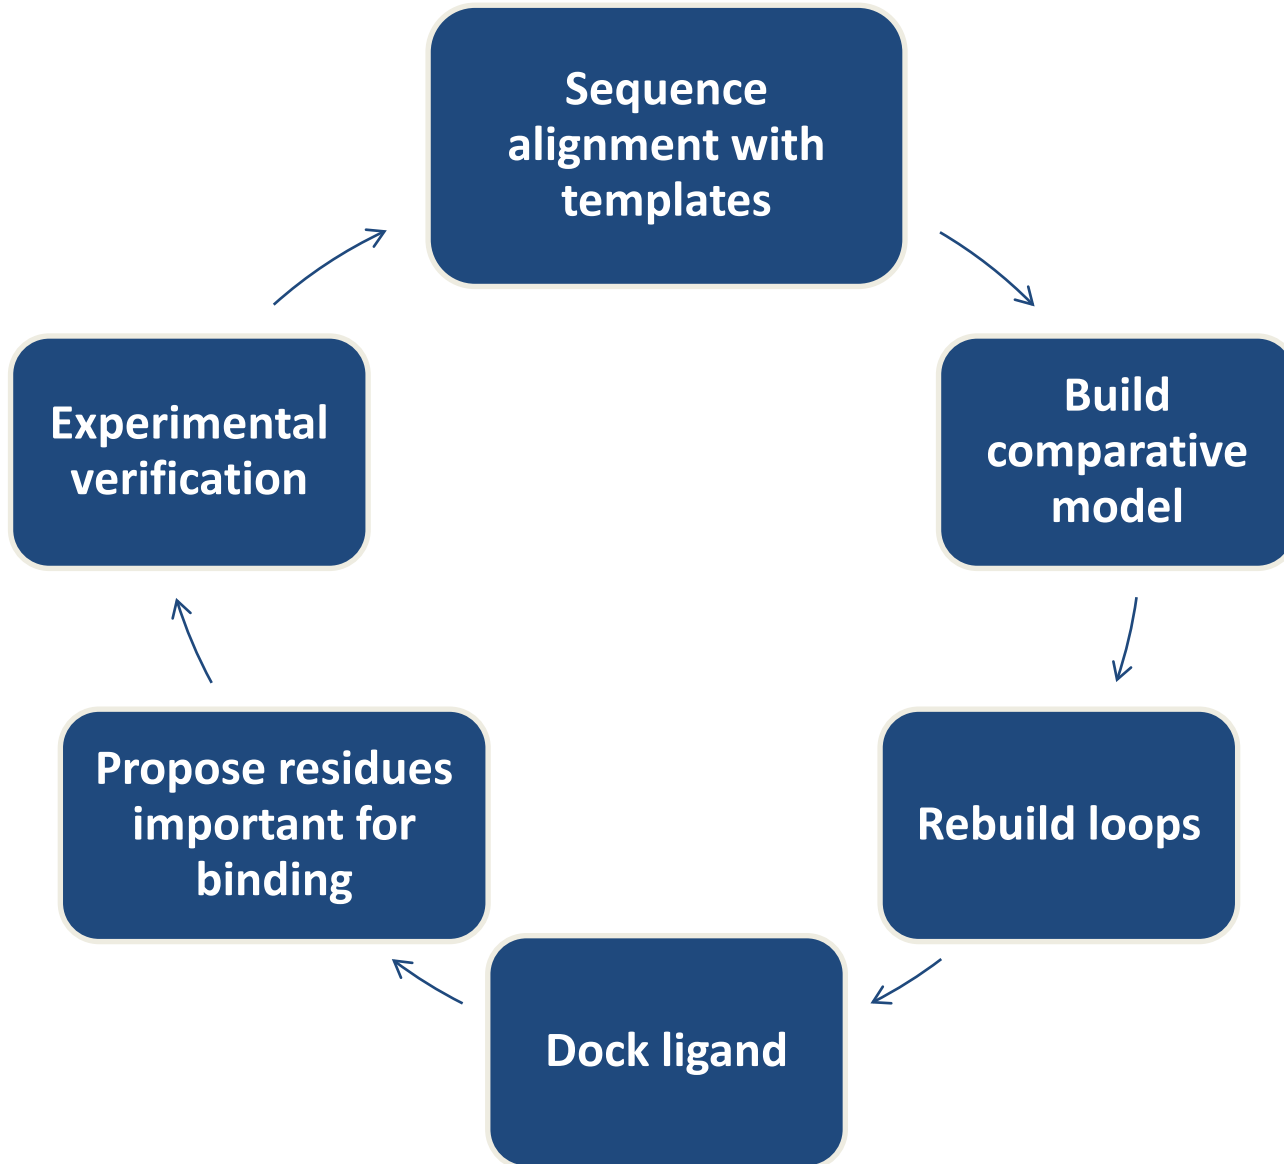 Sequence
alignment with
templates
Build
comparative
model
Rebuild loops
Dock ligand
Propose residues
important for
binding
Experimental
verification